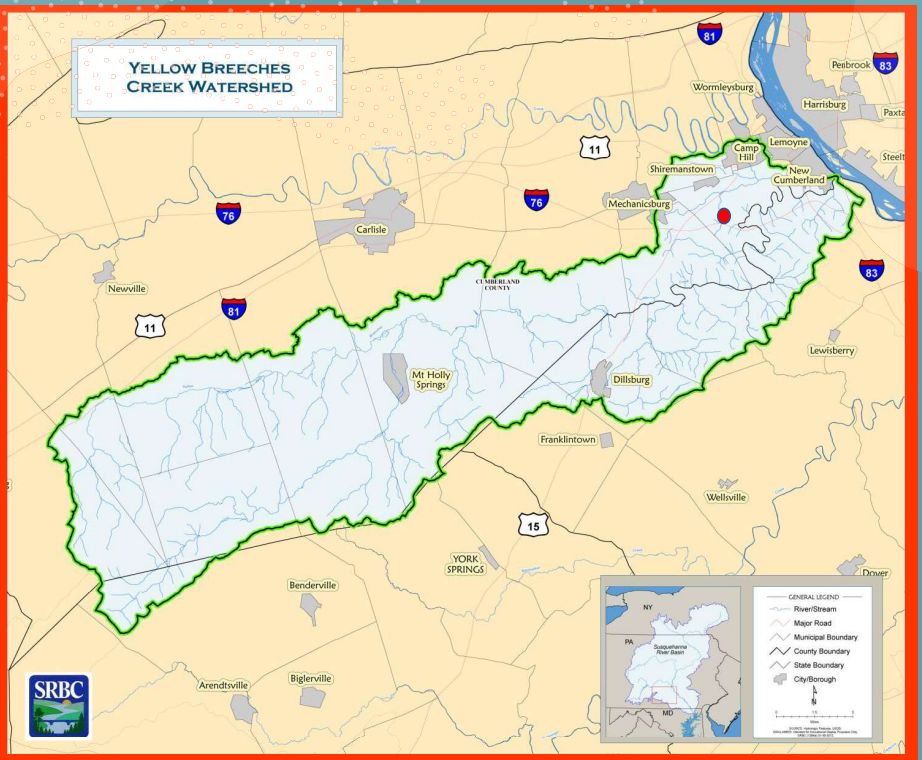 YELLOW BREECHES
CREEK WATERSHED
81
Penbrook
83
Wormleysburg
Harrisburg
Paxta
11
Lemoyne
Camp
Hill
Steelt
Shiremanstown
New
Cumberland
76
Mechanicsburg
76
Carlisle
83
CUMBERLAND
COUNTY
Newville
81
11
Lewisberry
Mt Holly
Springs
Dillsburg
Franklintown
Wellsville
15
YORK
SPRINGS
Dover
Benderville
Biglerville
Arendtsville
SRBC
NY
PA
Susquehanna
River Basin
MD
GENERAL LEGEND
River/Stream
Major Road
Municipal Boundary
County Boundary
State Boundary
City/Borough
N
Miles